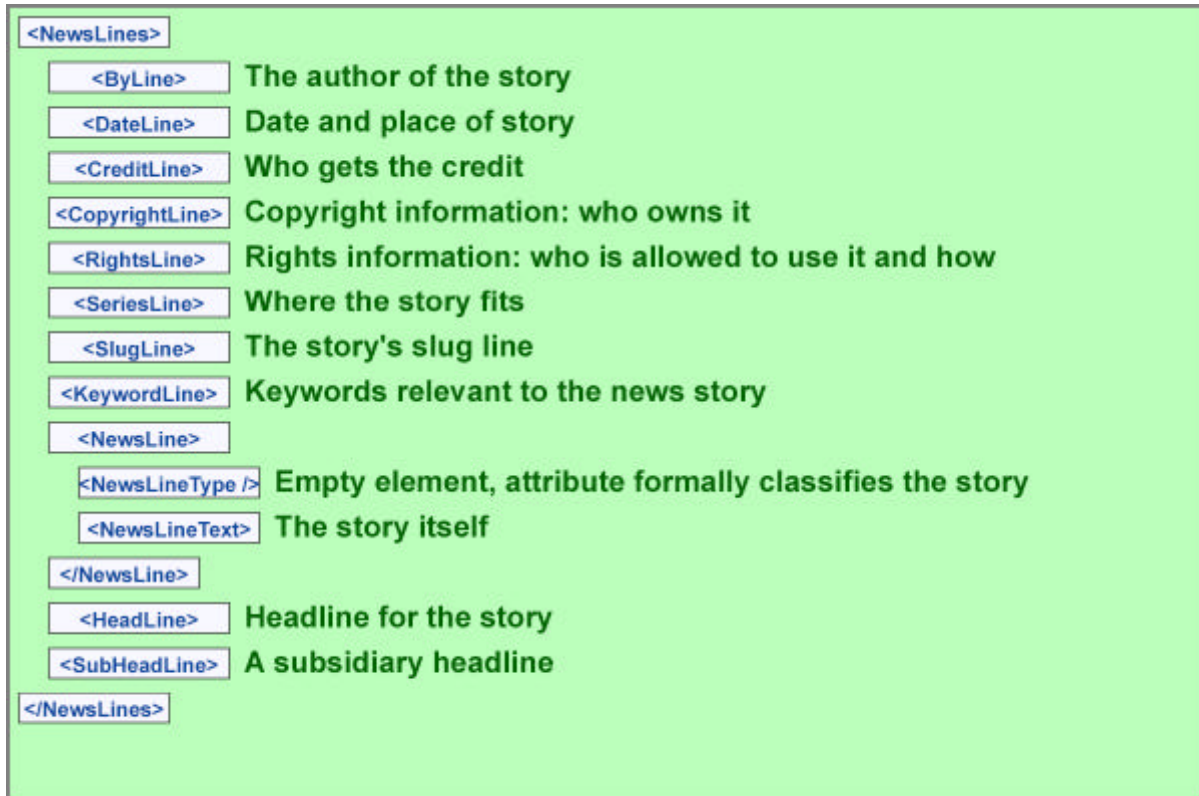 <NewsLines>
<ByLine> The author of the story
<DateLine> Date and place of story
<CreditLine> Who gets the credit
<CopyrightLine> Copyright information: who owns it
<RightsLine> Rights information: who is allowed to use it and how
<SeriesLine> Where the story fits
<SlugLine> The story's slug line
<KeywordLine> Keywords relevant to the news story
<NewsLine>
<NewsLineType /> Empty element, attribute formally classifies the story
<NewsLineText> The story itself
</NewsLine>
<HeadLine> Headline for the story
<SubHeadLine> A subsidiary headline
</NewsLines>